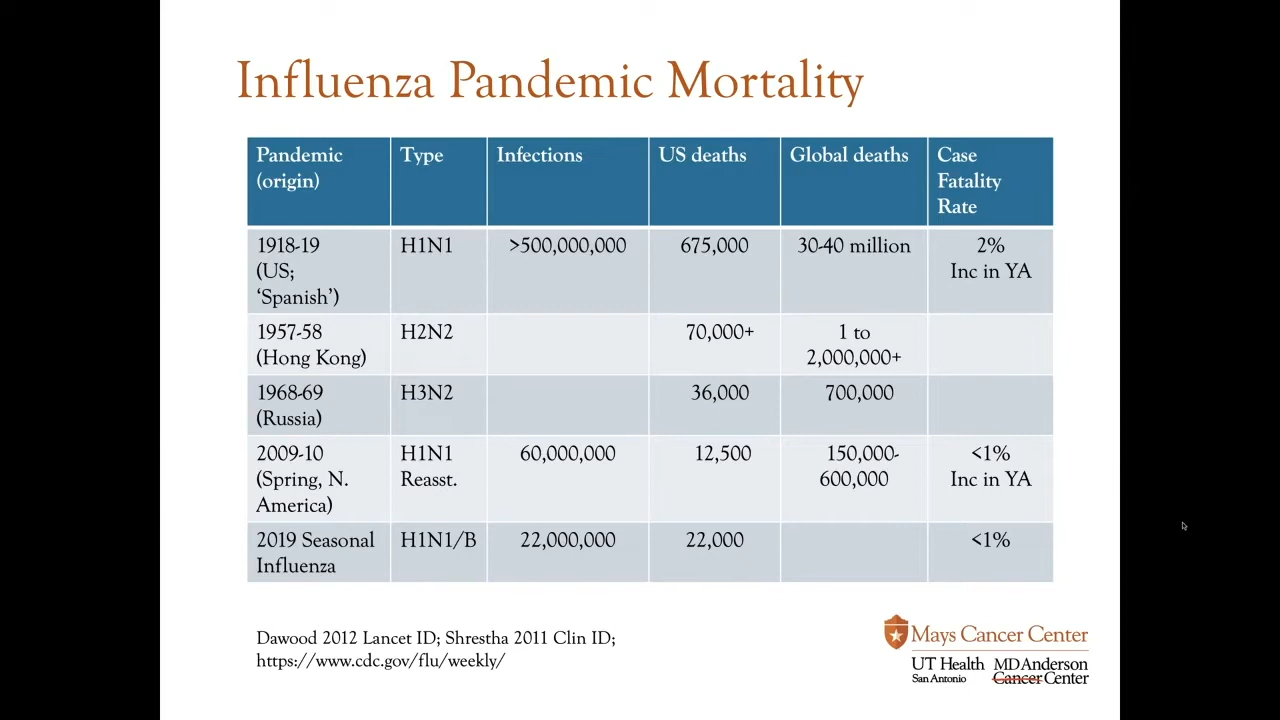 Influenza Pandemic Mortality
Pandemic (origin) Type Infections US deaths Global deaths Case Fatality Rate
1918-19 (US; ‘Spanish’) H1N1 >500,000,000 675,000 30-40 million 2% Inc in YA
1957-58 (Hong Kong) H2N2 70,000+ 1 to 2,000,000+
1968-69 (Russia) H3N2 36,000 700,000
2009-10 (Spring, N. America) H1N1 Reasst. 60,000,000 12,500 150,000-600,000 <1% Inc in YA
2019 Seasonal Influenza H1N1/B 22,000,000 22,000 <1%
Dawood 2012 Lancet ID; Shrestha 2011 Clin ID;
https://www.cdc.gov/flu/weekly/
Mays Cancer Center
UT Health San Antonio
MD Anderson Cancer Center